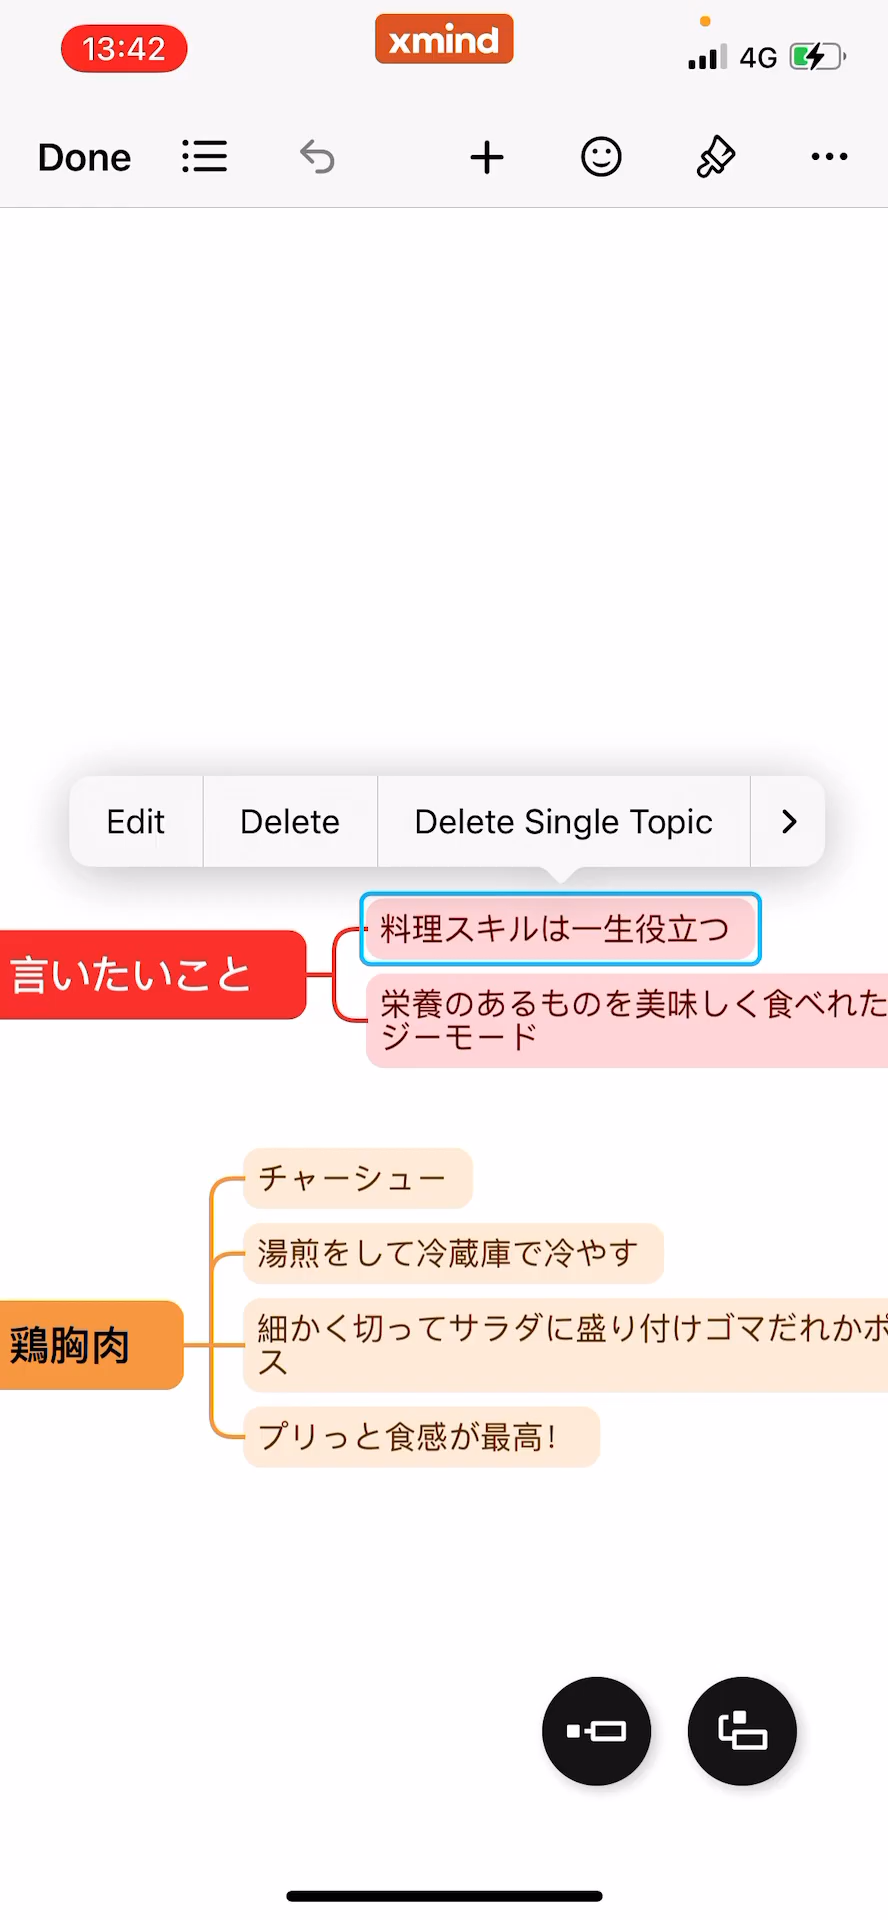 13:42
xmind
4G
Done
Edit
Delete
Delete Single Topic
料理スキルは一生役立つ
言いたいこと
栄養のあるものを美味しく食べれた
ジーモード
チャーシュー
湯煎をして冷蔵庫で冷やす
鶏胸肉
細かく切ってサラダに盛り付けゴマだれかポ
ス
プリっと食感が最高!